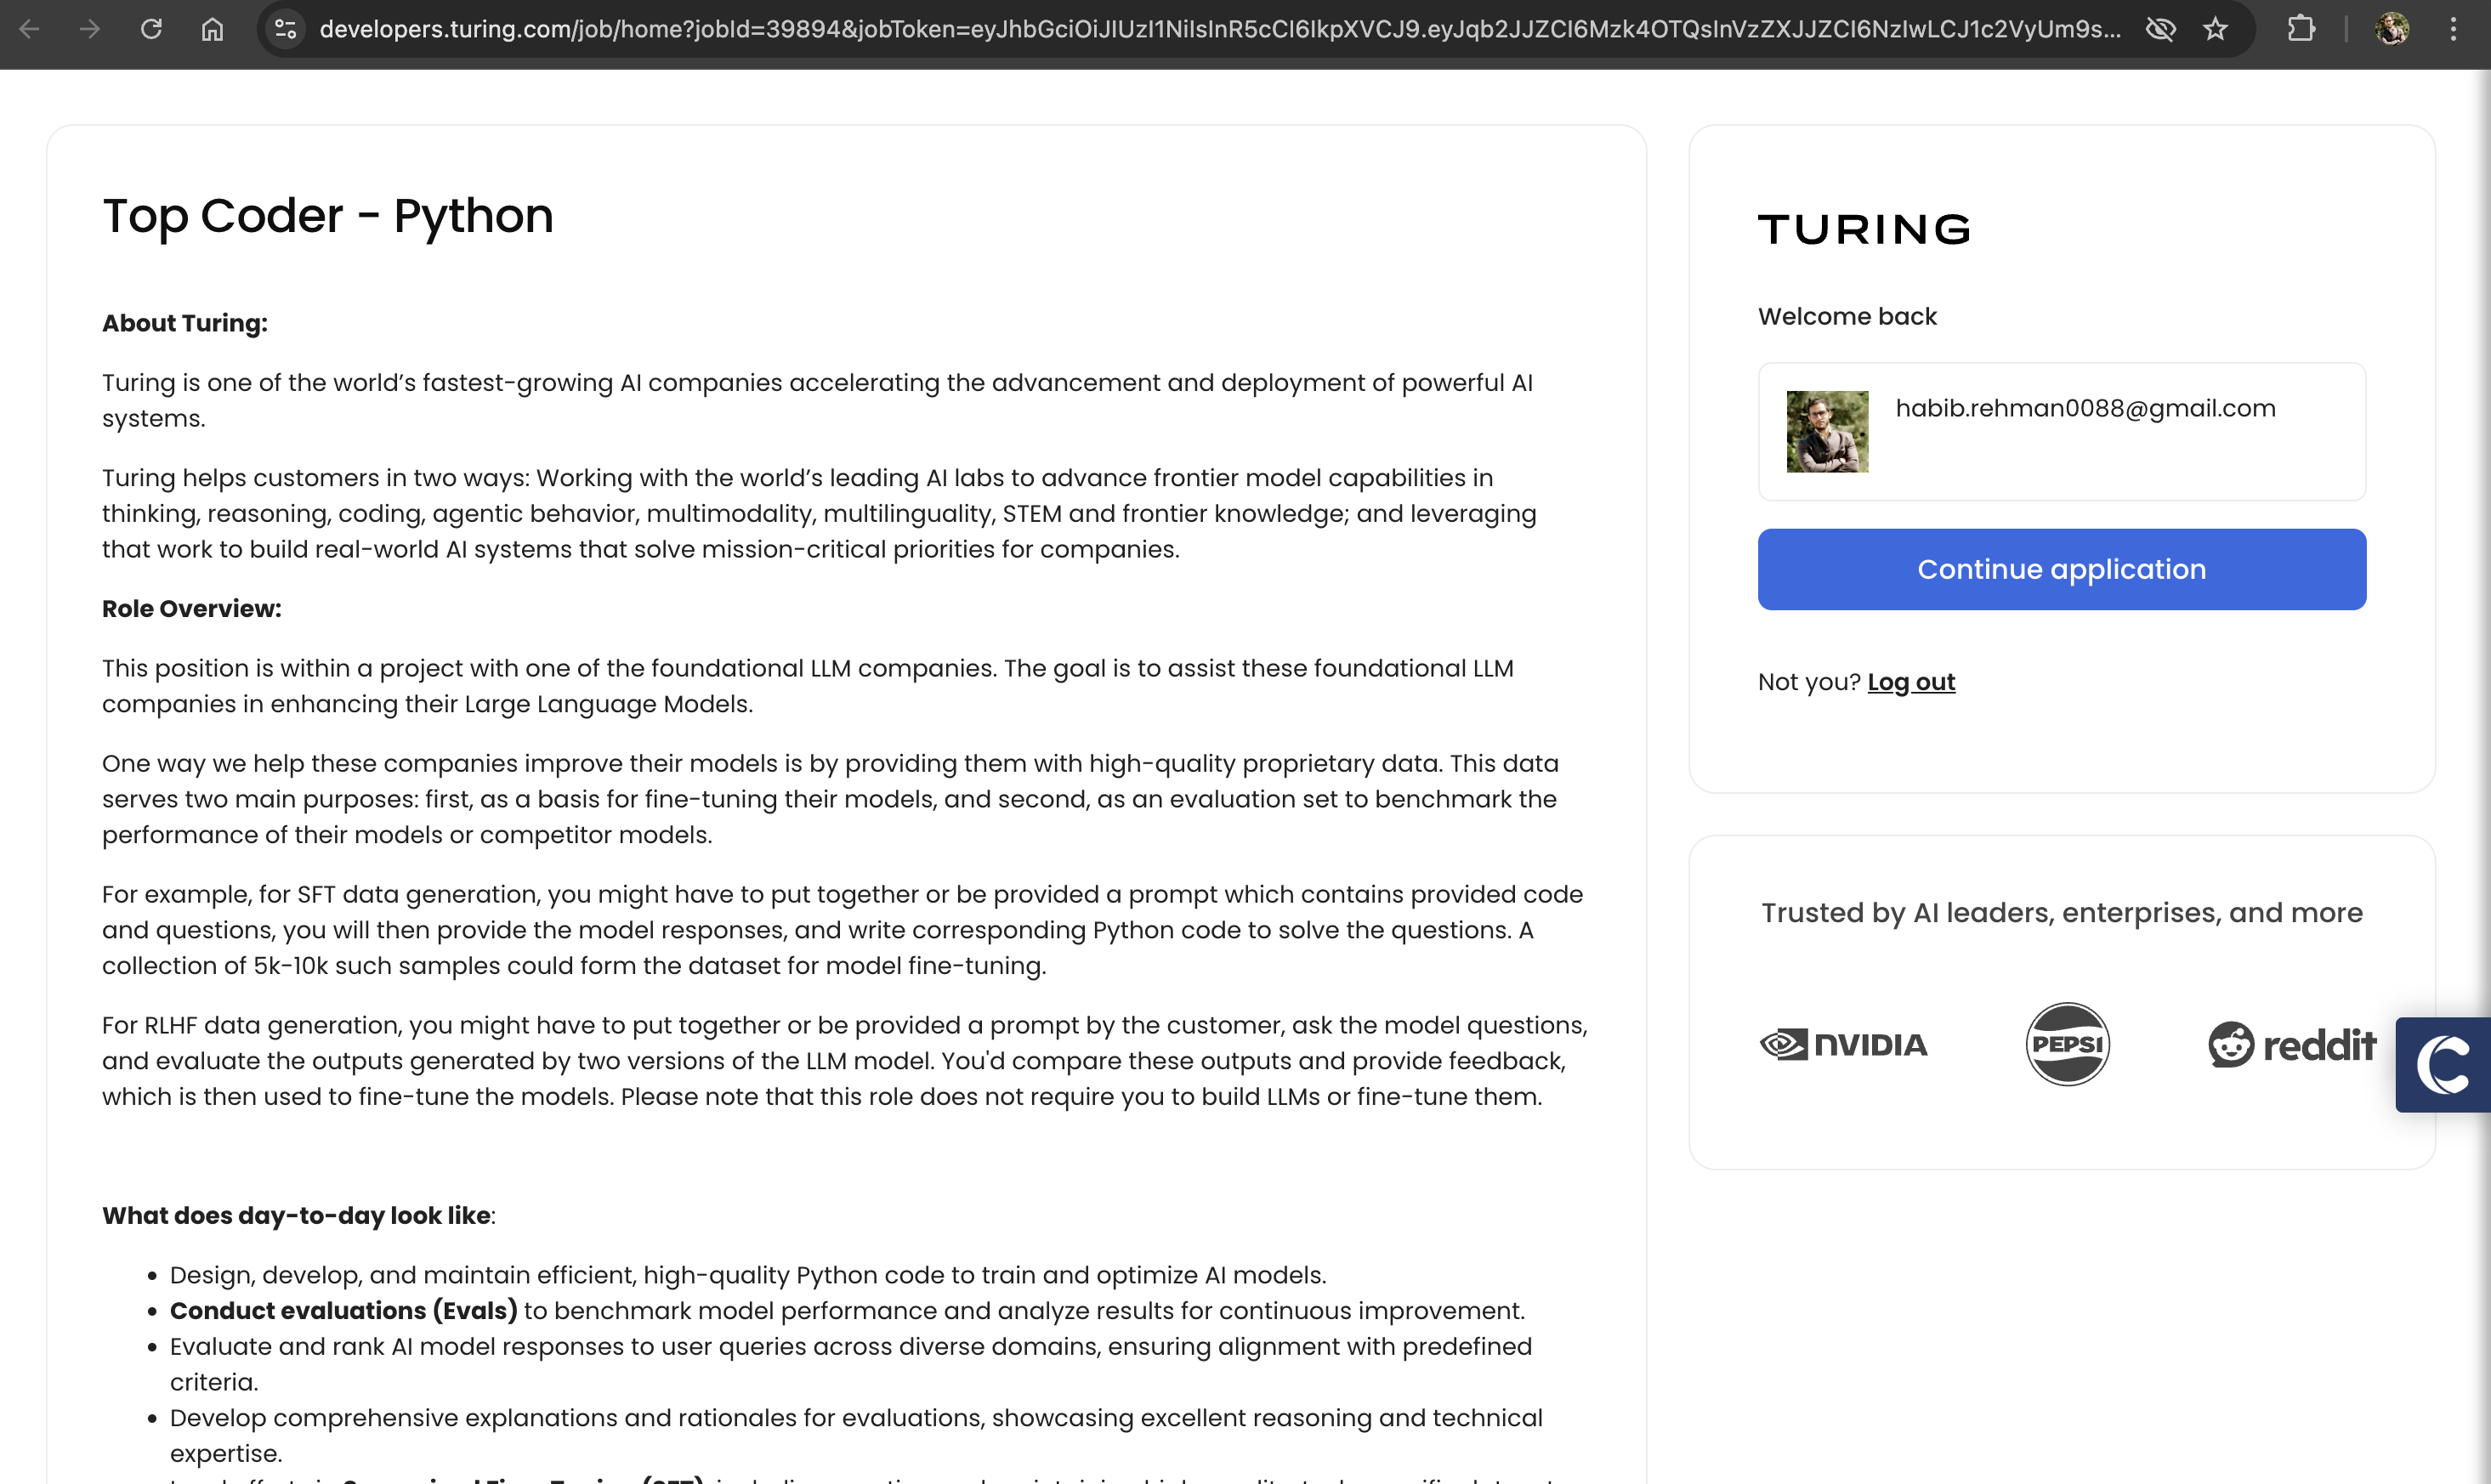 developers.turing.com/job/home?jobId=39894&jobToken=eyJhbGciOiJIUzI1NiIsInR5cCI6IkpXVCJ9.eyJqb2JJZCI6Mzk4OTQsInVzZXJJZCI6NzIwLCJ1c2VyUm9s...
Top Coder - Python
About Turing:
Turing is one of the world’s fastest-growing AI companies accelerating the advancement and deployment of powerful AI
systems.
Turing helps customers in two ways: Working with the world’s leading AI labs to advance frontier model capabilities in
thinking, reasoning, coding, agentic behavior, multimodality, multilinguality, STEM and frontier knowledge; and leveraging
that work to build real-world AI systems that solve mission-critical priorities for companies.
Role Overview:
This position is within a project with one of the foundational LLM companies. The goal is to assist these foundational LLM
companies in enhancing their Large Language Models.
One way we help these companies improve their models is by providing them with high-quality proprietary data. This data
serves two main purposes: first, as a basis for fine-tuning their models, and second, as an evaluation set to benchmark the
performance of their models or competitor models.
For example, for SFT data generation, you might have to put together or be provided a prompt which contains provided code
and questions, you will then provide the model responses, and write corresponding Python code to solve the questions. A
collection of 5k-10k such samples could form the dataset for model fine-tuning.
For RLHF data generation, you might have to put together or be provided a prompt by the customer, ask the model questions,
and evaluate the outputs generated by two versions of the LLM model. You'd compare these outputs and provide feedback,
which is then used to fine-tune the models. Please note that this role does not require you to build LLMs or fine-tune them.
What does day-to-day look like:
• Design, develop, and maintain efficient, high-quality Python code to train and optimize AI models.
• Conduct evaluations (Evals) to benchmark model performance and analyze results for continuous improvement.
• Evaluate and rank AI model responses to user queries across diverse domains, ensuring alignment with predefined
criteria.
• Develop comprehensive explanations and rationales for evaluations, showcasing excellent reasoning and technical
expertise.
TURING
Welcome back
habib.rehman0088@gmail.com
Continue application
Not you? Log out
Trusted by AI leaders, enterprises, and more
NVIDIA
PEPSI
reddit